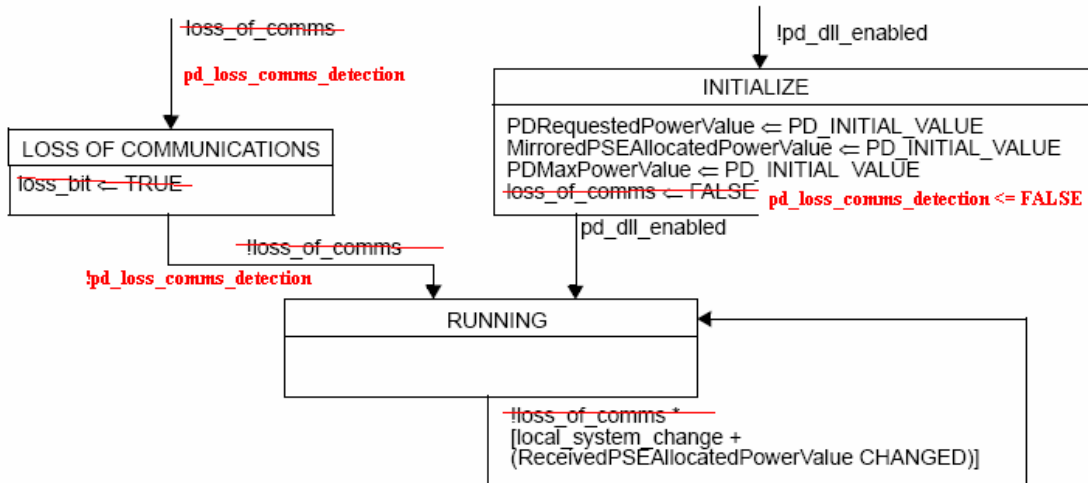 loss_of_comms
pd_loss_comms_detection
!pd_dll_enabled
INITIALIZE
PDRequestedPowerValue ⇐ PD_INITIAL_VALUE
MirroredPSEAllocatedPowerValue ⇐ PD_INITIAL_VALUE
PDMaxPowerValue ⇐ PD_INITIAL_VALUE
loss_of_comms ⇐ FALSE
pd_loss_comms_detection <= FALSE
LOSS OF COMMUNICATIONS
loss_bit ⇐ TRUE
pd_dll_enabled
!loss_of_comms
!pd_loss_comms_detection
RUNNING
!loss_of_comms *
[local_system_change +
(ReceivedPSEAllocatedPowerValue CHANGED)]